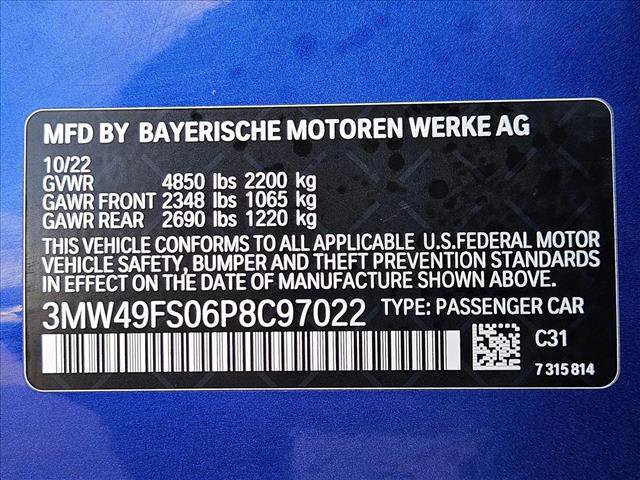 MFD BY BAYERISCHE MOTOREN WERKE AG
10/22
GVWR 4850 lbs 2200 kg
GAWR FRONT 2348 lbs 1065 kg
GAWR REAR 2690 lbs 1220 kg
THIS VEHICLE CONFORMS TO ALL APPLICABLE U.S.FEDERAL MOTOR
VEHICLE SAFETY, BUMPER AND THEFT PREVENTION STANDARDS
IN EFFECT ON THE DATE OF MANUFACTURE SHOWN ABOVE.
3MW49FS06P8C97022 TYPE: PASSENGER CAR
C31
7 315 814